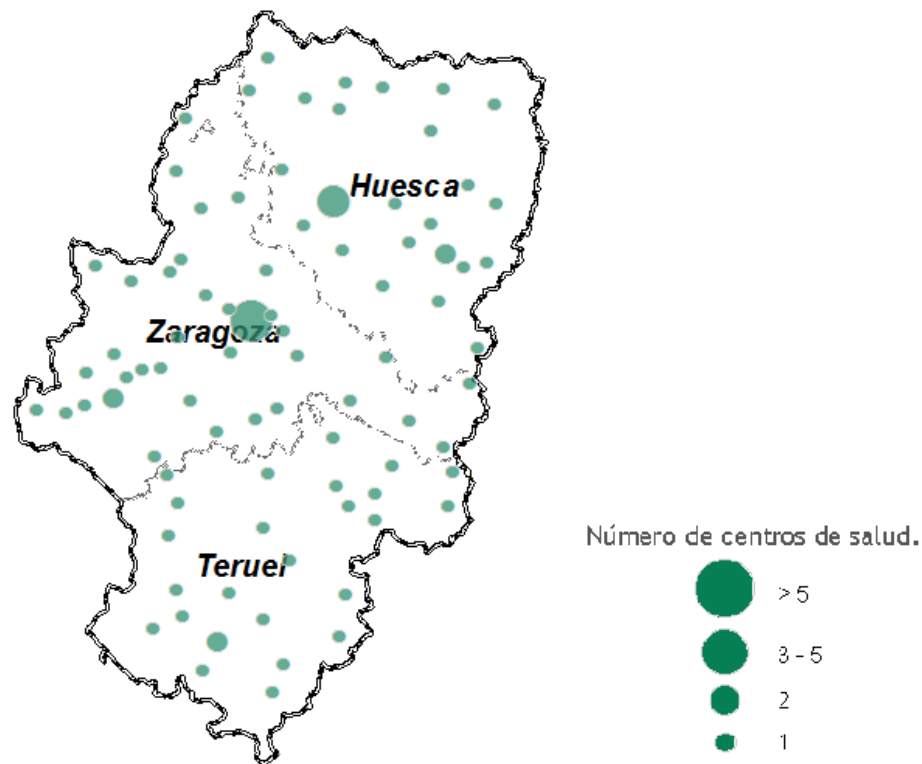 Huesca
Zaragoza
Teruel
Número de centros de salud.
> 5
3 - 5
2
1